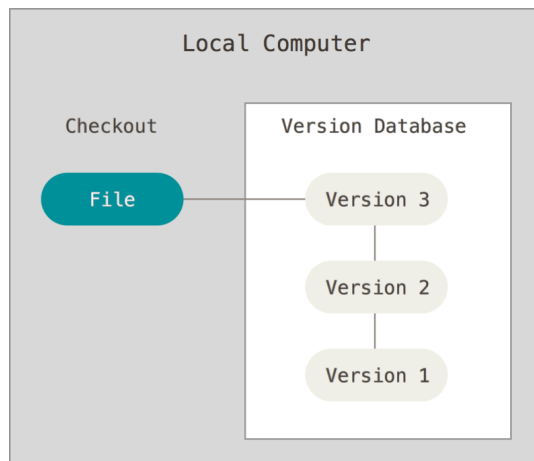 Local Computer
Checkout
Version Database
File
Version 3
Version 2
Version 1